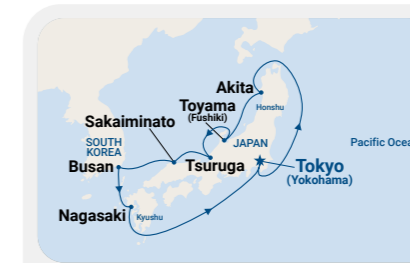 Akita
Toyama
(Fushiki)
Honshu
Sakaiminato
SOUTH
KOREA
JAPAN
Pacific Ocea
Busan
Tsuruga
Tokyo
(Yokohama)
Nagasaki
Kyushu